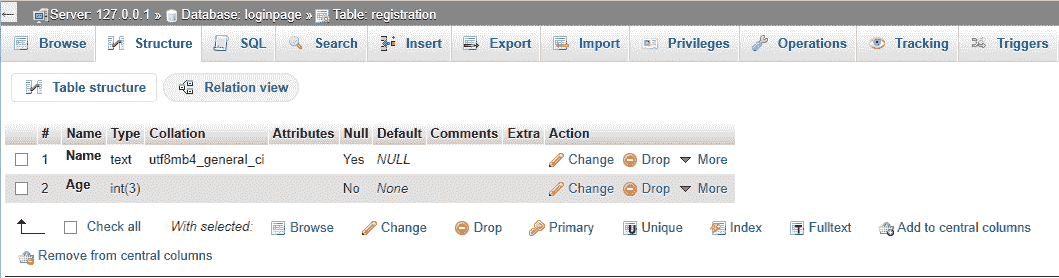 Server: 127.0.0.1 » Database: loginpage » Table: registration
Browse Structure SQL Search Insert Export Import Privileges Operations Tracking Triggers
Table structure Relation view
# Name Type Collation Attributes Null Default Comments Extra Action
1 Name text utf8mb4_general_ci Yes NULL Change Drop More
2 Age int(3) No None Change Drop More
Check all With selected: Browse Change Drop Primary Unique Index Fulltext Add to central columns
Remove from central columns